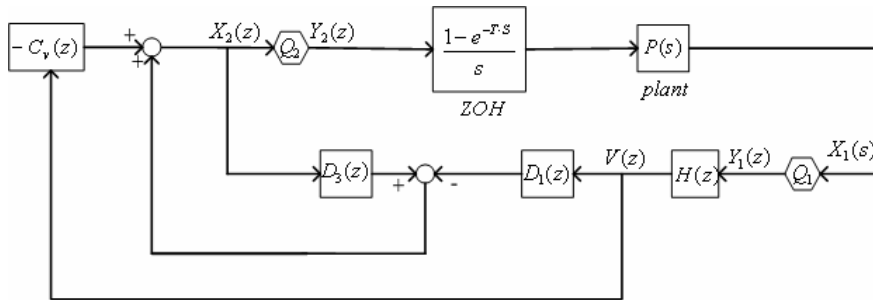 - C_v(z)
+
+
X_2(z)
Q_2
Y_2(z)
1 - e^{-T·S}
s
ZOH
P(s)
plant
D_3(z)
+
-
D_1(z)
V(z)
H(z)
Y_1(z)
Q_1
X_1(s)